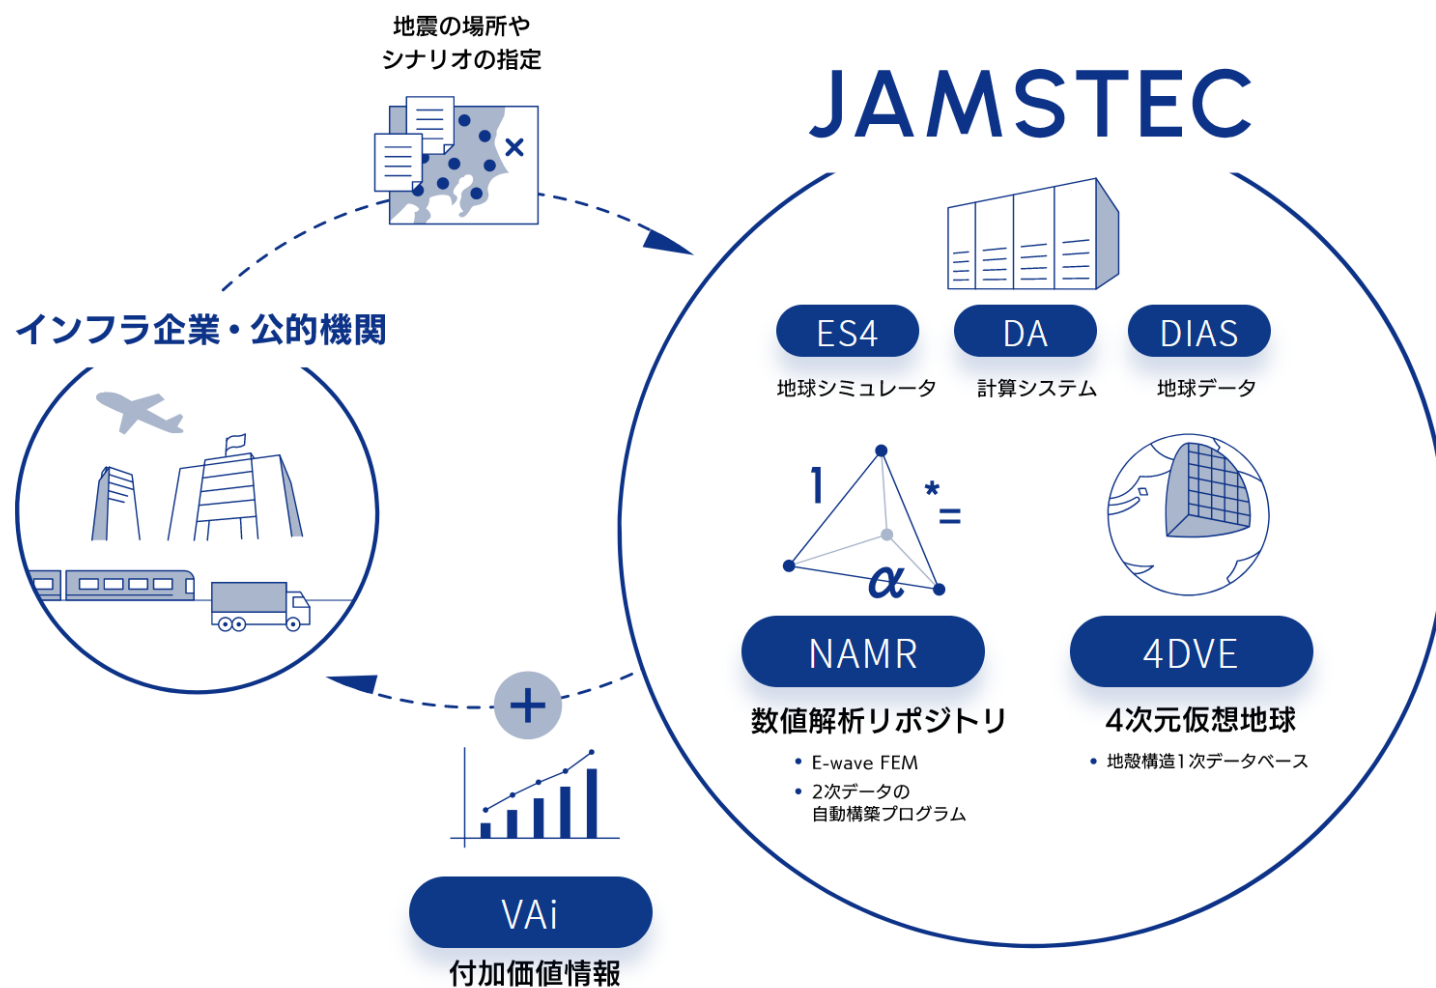 地震の場所や
シナリオの指定
JAMSTEC
インフラ企業・公的機関
ES4
DA
DIAS
地球シミュレータ
計算システム
地球データ
1
*
=
α
NAMR
4DVE
数値解析リポジトリ
• E-wave FEM
• 2次データの
自動構築プログラム
4次元仮想地球
• 地殻構造1次データベース
+
VAi
付加価値情報